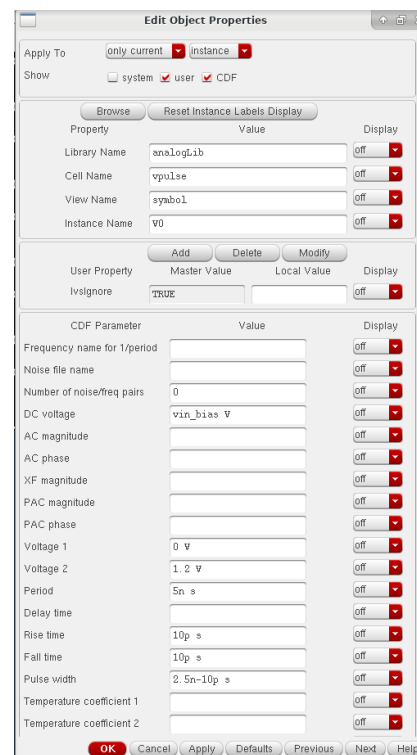 Edit Object Properties
Apply To only current instance
Show system user CDF
Browse Reset Instance Labels Display
Property Value Display
Library Name analogLib off
Cell Name vpulse off
View Name symbol off
Instance Name V0 off
Add Delete Modify
User Property Master Value Local Value Display
lvsIgnore TRUE off
CDF Parameter Value Display
Frequency name for 1/period off
Noise file name off
Number of noise/freq pairs 0 off
DC voltage vin_bias V off
AC magnitude off
AC phase off
XF magnitude off
PAC magnitude off
PAC phase off
Voltage 1 0 V off
Voltage 2 1.2 V off
Period 5n s off
Delay time off
Rise time 10p s off
Fall time 10p s off
Pulse width 2.5n-10p s off
Temperature coefficient 1 off
Temperature coefficient 2 off
OK Cancel Apply Defaults Previous Next Help